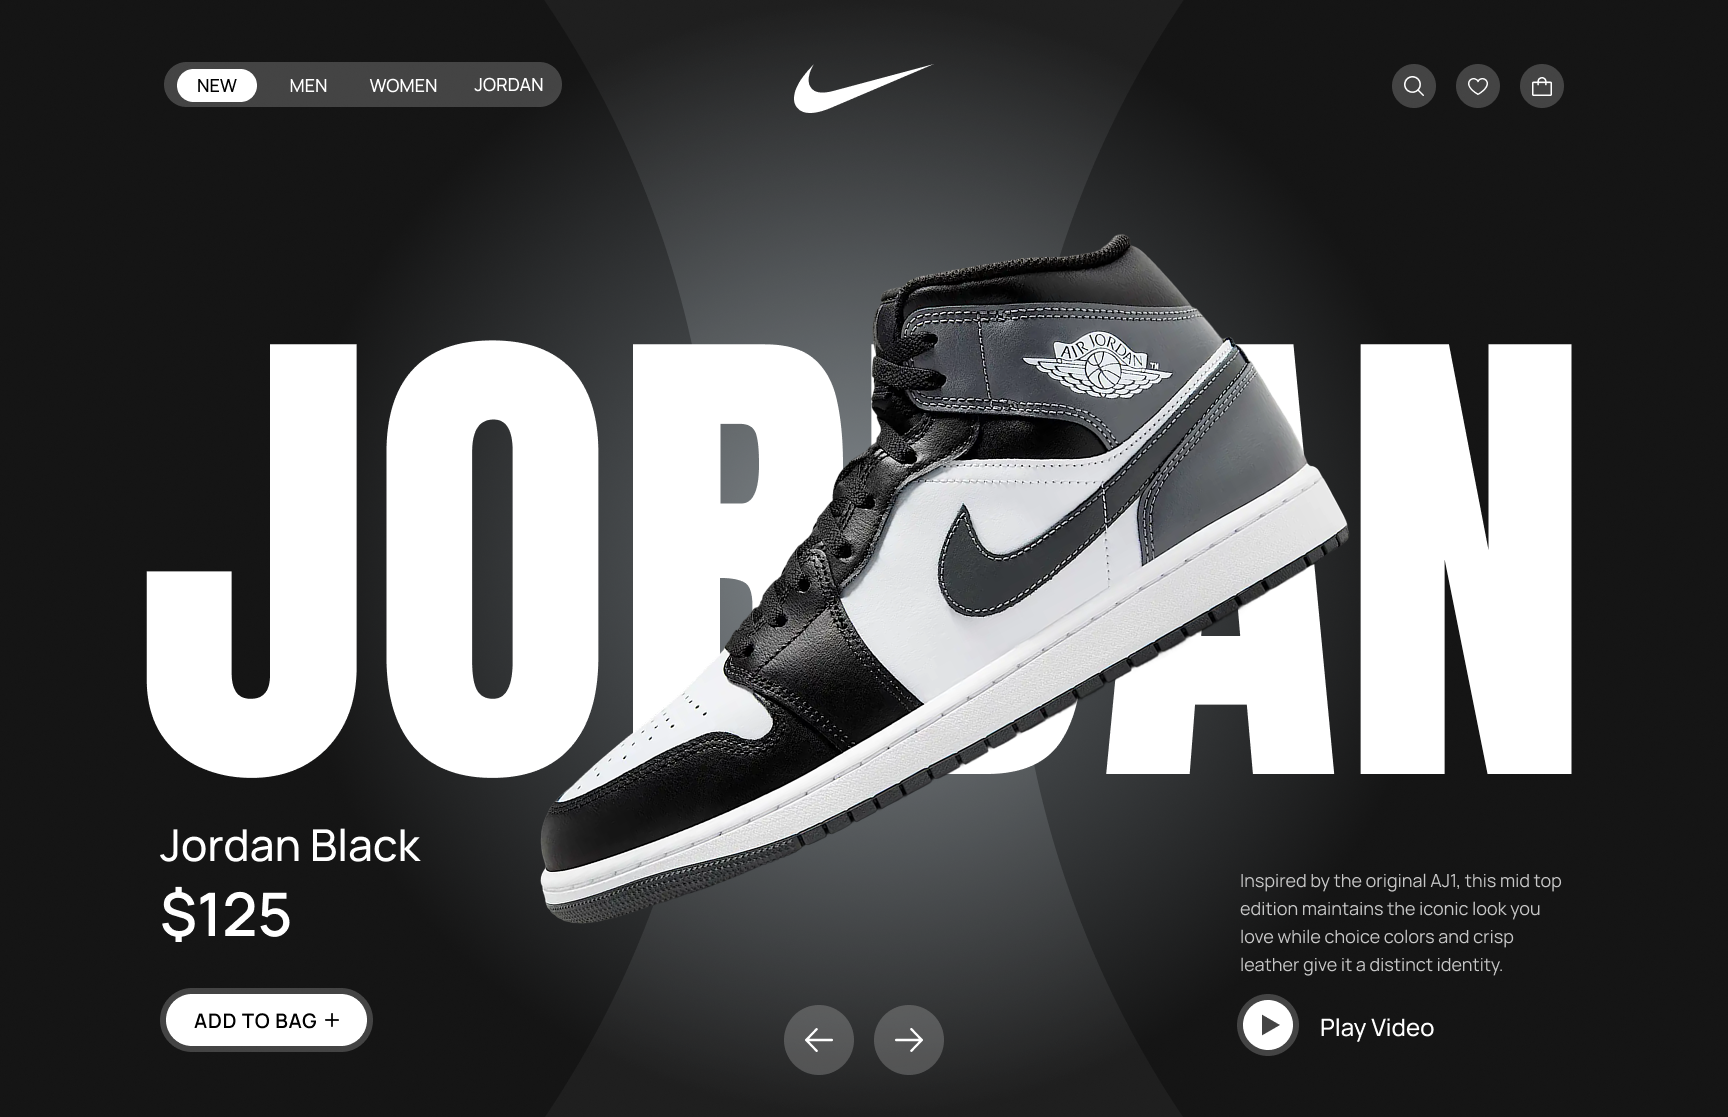 NEW MEN WOMEN JORDAN
JORDAN
AIR JORDAN TM
Jordan Black
$125
ADD TO BAG +
Inspired by the original AJ1, this mid top
edition maintains the iconic look you
love while choice colors and crisp
leather give it a distinct identity.
Play Video